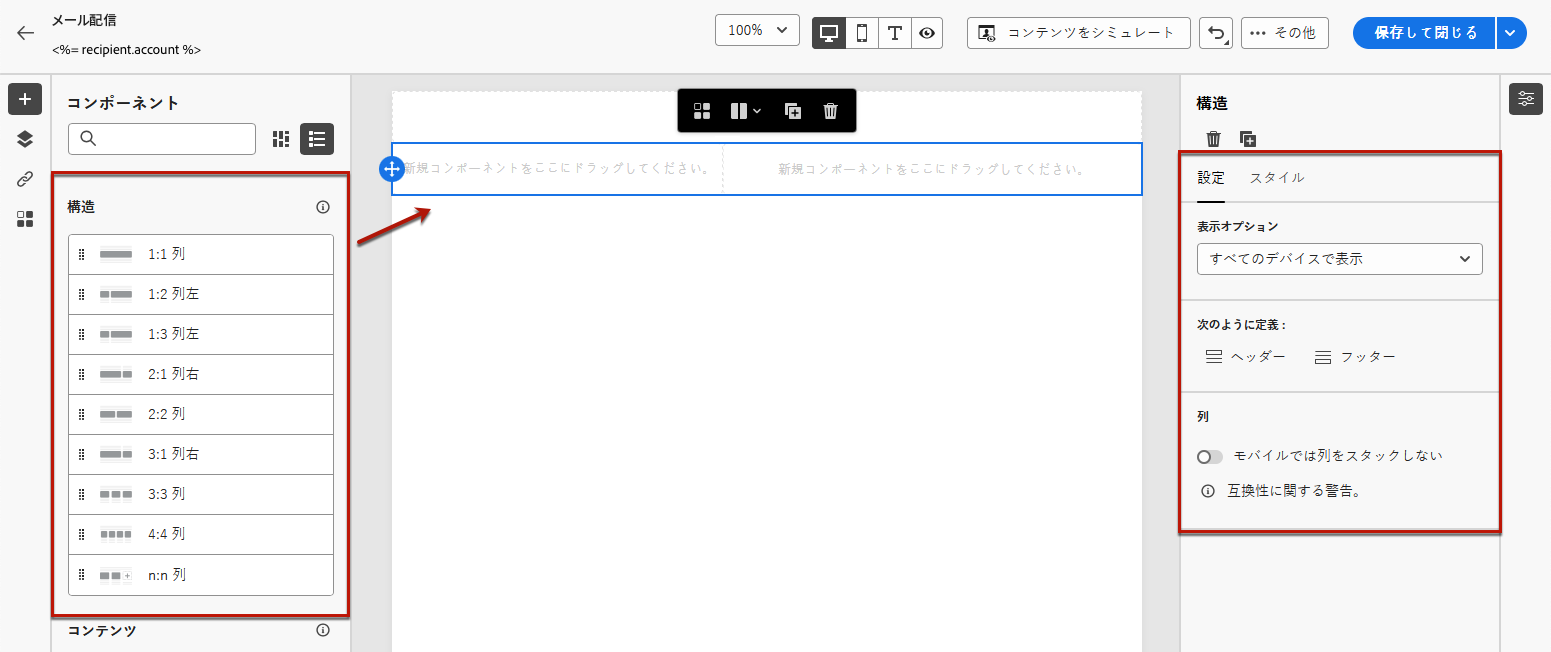 メール配信
<%= recipient.account %>
100%
コンテンツをシミュレート
その他
保存して閉じる
コンポーネント
構造
1:1 列
1:2 列左
1:3 列左
2:1 列右
2:2 列
3:1 列右
3:3 列
4:4 列
n:n 列
コンテンツ
新規コンポーネントをここにドラッグしてください。
新規コンポーネントをここにドラッグしてください。
構造
設定 スタイル
表示オプション
すべてのデバイスで表示
次のように定義 :
ヘッダー フッター
列
モバイルでは列をスタックしない
互換性に関する警告。